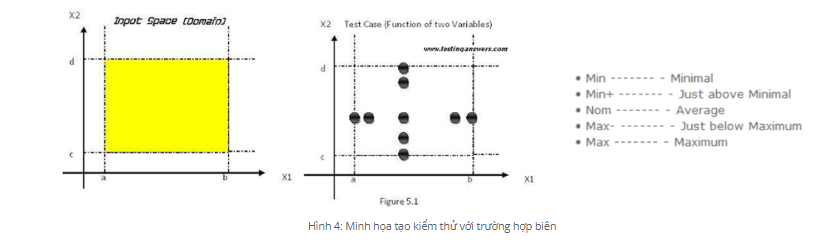 X2
Input Space (Domain)
d
c
a
b
X1
X2
Test Case (Function of two Variables)
www.testinganswers.com
d
c
a
b
X1
Figure 5.1
• Min ------- - Minimal
• Min+ ------- - Just above Minimal
• Nom ------- - Average
• Max- ------- - Just below Maximum
• Max ------- - Maximum
Hình 4: Minh họa tạo kiểm thử với trường hợp biên